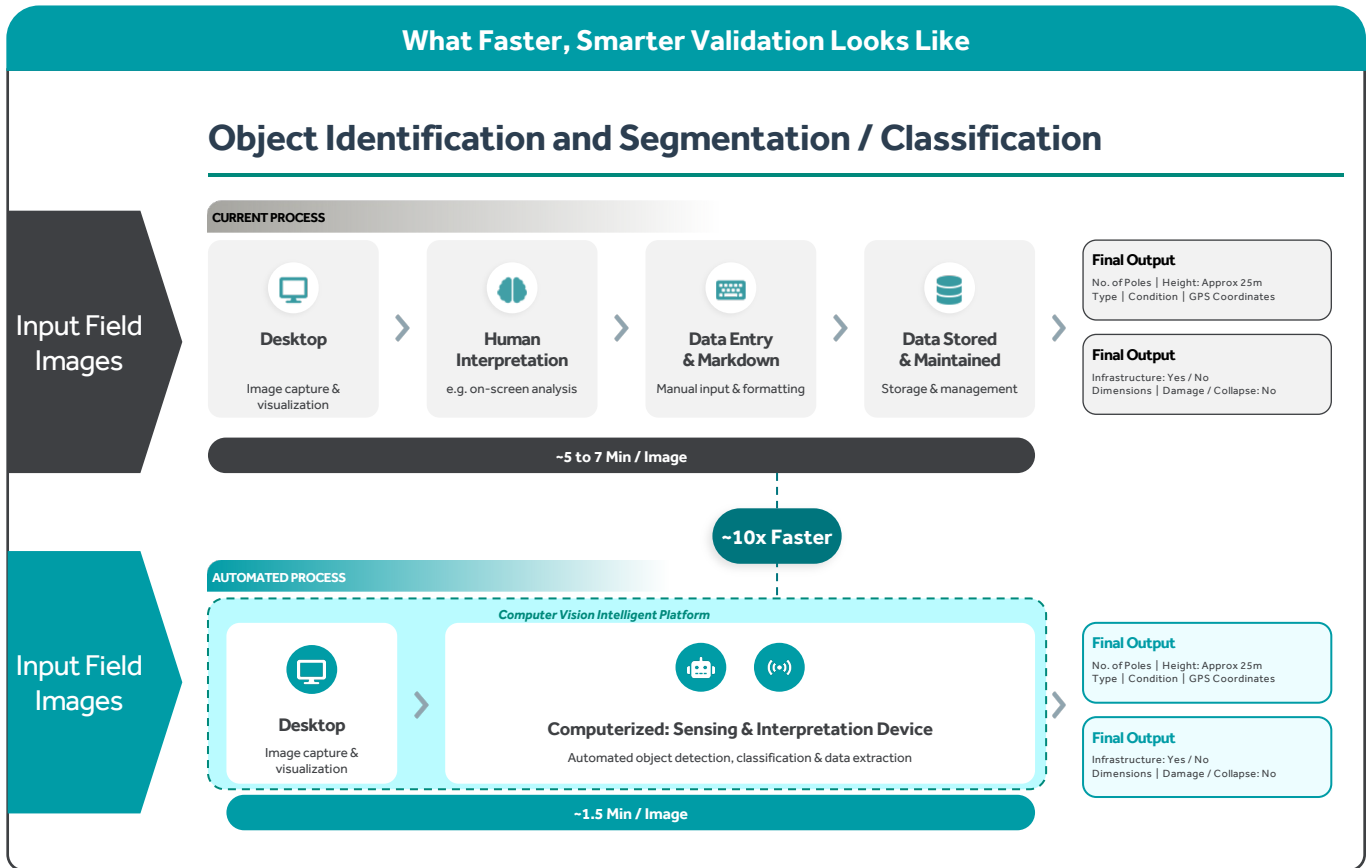 What Faster, Smarter Validation Looks Like
Object Identification and Segmentation / Classification
Input Field
Images
CURRENT PROCESS
Desktop
Image capture &
visualization
Human
Interpretation
e.g. on-screen analysis
Data Entry
& Markdown
Manual input & formatting
Data Stored
& Maintained
Storage & management
Final Output
No. of Poles | Height: Approx 25m
Type | Condition | GPS Coordinates
Final Output
Infrastructure: Yes / No
Dimensions | Damage / Collapse: No
~5 to 7 Min / Image
~10x Faster
Input Field
Images
AUTOMATED PROCESS
Computer Vision Intelligent Platform
Desktop
Image capture &
visualization
Computerized: Sensing & Interpretation Device
Automated object detection, classification & data extraction
Final Output
No. of Poles | Height: Approx 25m
Type | Condition | GPS Coordinates
Final Output
Infrastructure: Yes / No
Dimensions | Damage / Collapse: No
~1.5 Min / Image